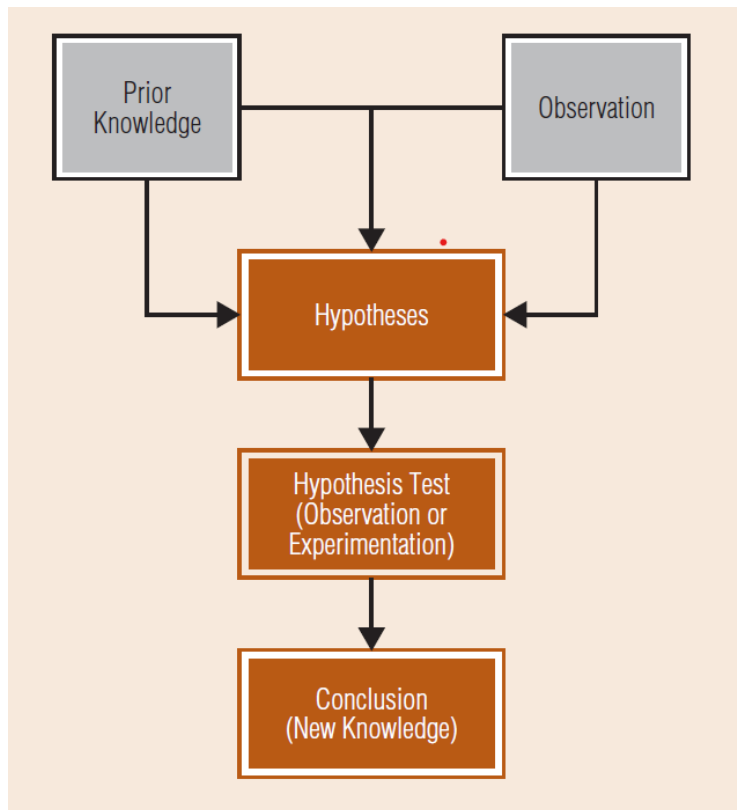 Prior
Knowledge
Observation
Hypotheses
Hypothesis Test
(Observation or
Experimentation)
Conclusion
(New Knowledge)